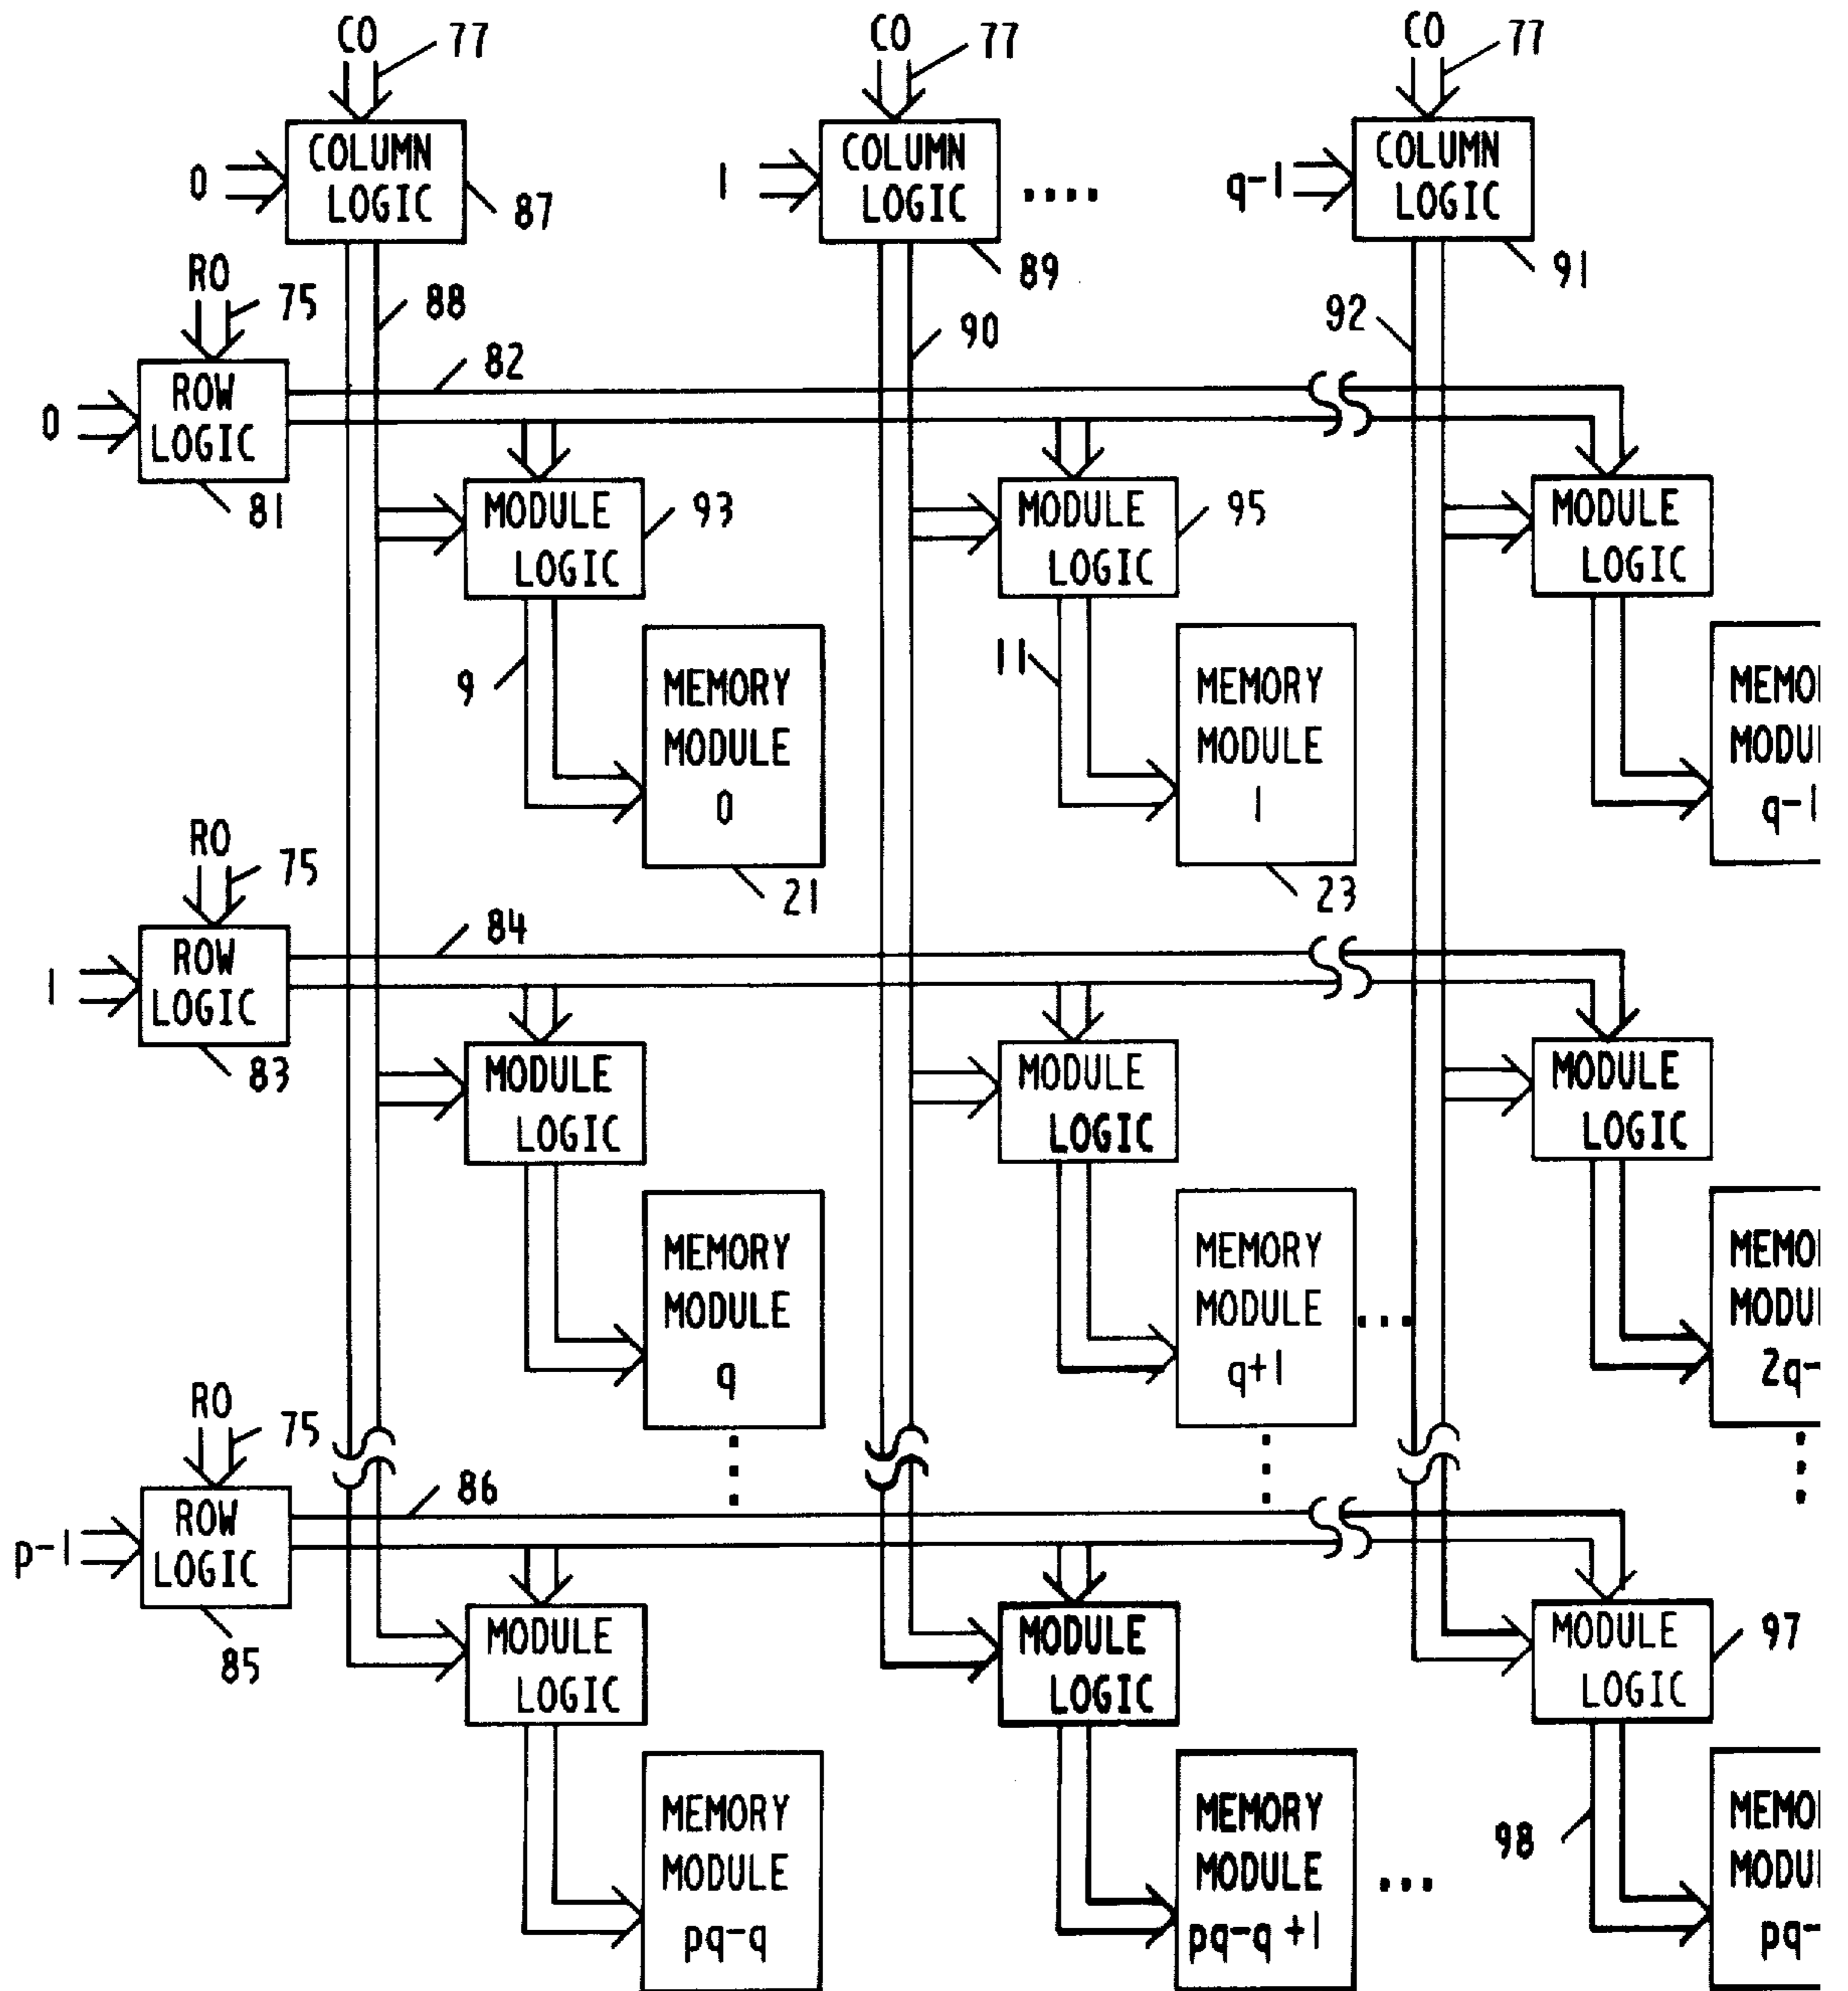 CO 77 CO 77 CO 77
0 COLUMN LOGIC 87
1 COLUMN LOGIC .... 89
q-1 COLUMN LOGIC 91
RO 75 88 90 92
0 ROW LOGIC 81 82
MODULE LOGIC 93
MODULE LOGIC 95
MODULE LOGIC
9 MEMORY MODULE 0 21
11 MEMORY MODULE 1 23
q-1
RO 75
1 ROW LOGIC 83 84
MODULE LOGIC
MODULE LOGIC
MODULE LOGIC
MEMORY MODULE q
MEMORY MODULE q+1 ...
RO 75
p-1 ROW LOGIC 85 86
MODULE LOGIC
MODULE LOGIC
MODULE LOGIC 97
MEMORY MODULE pq-q
MEMORY MODULE pq-q+1 ...
98